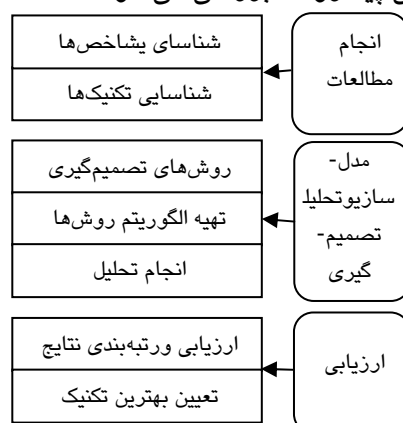 انجام
مطالعات
شناسای یشاخص‌ها
شناسایی تکنیک‌ها
مدل-
سازیوتحلیل
تصمیم-
گیری
روش‌های تصمیم‌گیری
تهیه الگوریتم روش‌ها
انجام تحلیل
ارزیابی
ارزیابی ورتبه‌بندی نتایج
تعیین بهترین تکنیک